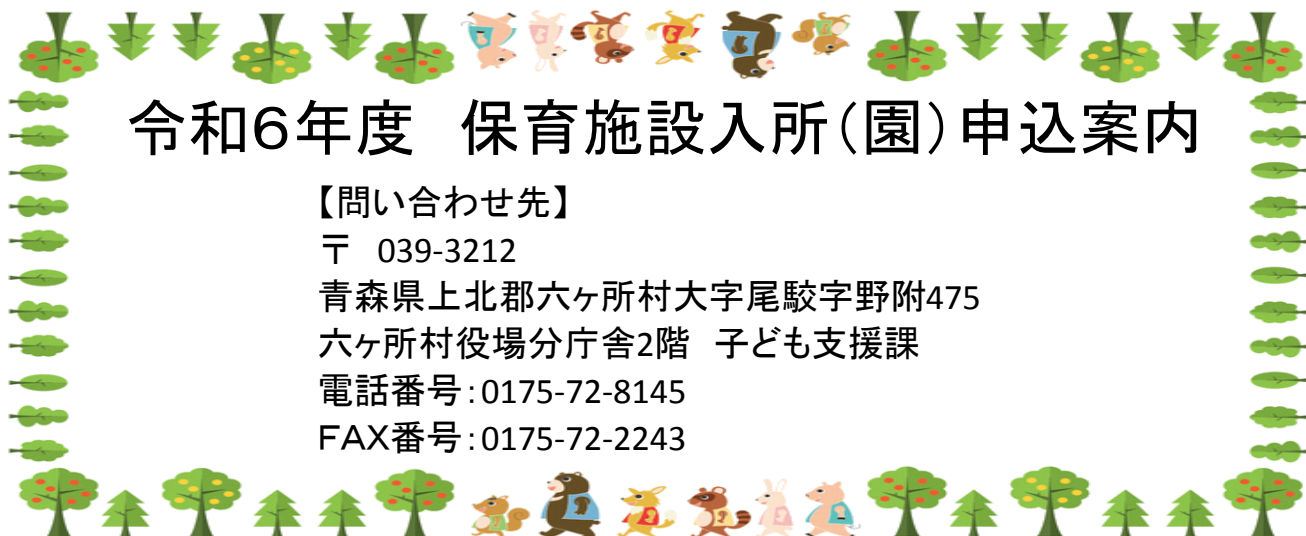 令和６年度　保育施設入所（園）申込案内
【問い合わせ先】
〒　039-3212
青森県上北郡六ヶ所村大字尾駮字野附475
六ヶ所村役場分庁舎2階　子ども支援課
電話番号：0175-72-8145
ＦＡＸ番号：0175-72-2243